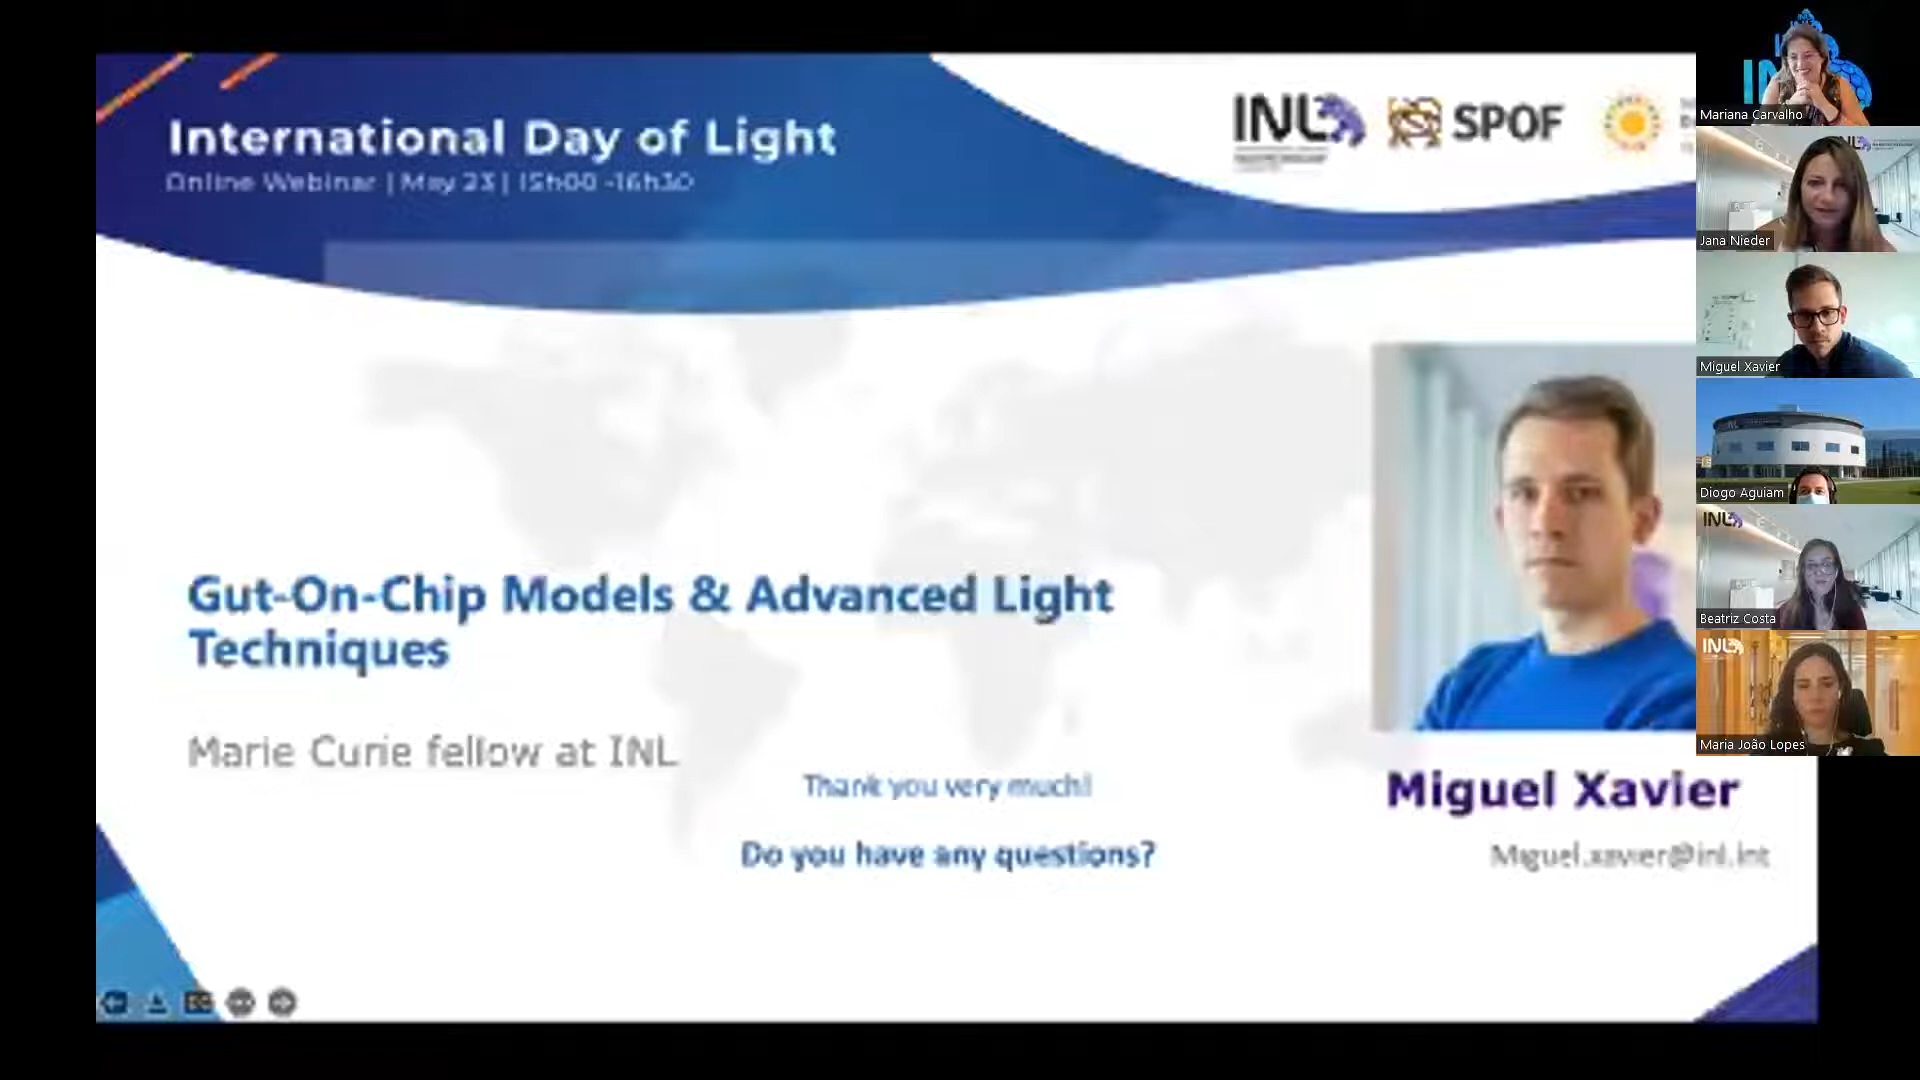 International Day of Light
Online Webinar | May 23 | 15h00 -16h30
INL
SPOF
Gut-On-Chip Models & Advanced Light
Techniques
Marie Curie fellow at INL
Thank you very much!
Do you have any questions?
Miguel Xavier
Miguel.xavier@inl.int
Mariana Carvalho
Jana Nieder
Miguel Xavier
Diogo Aguiam
INL
Beatriz Costa
INL
Maria João Lopes